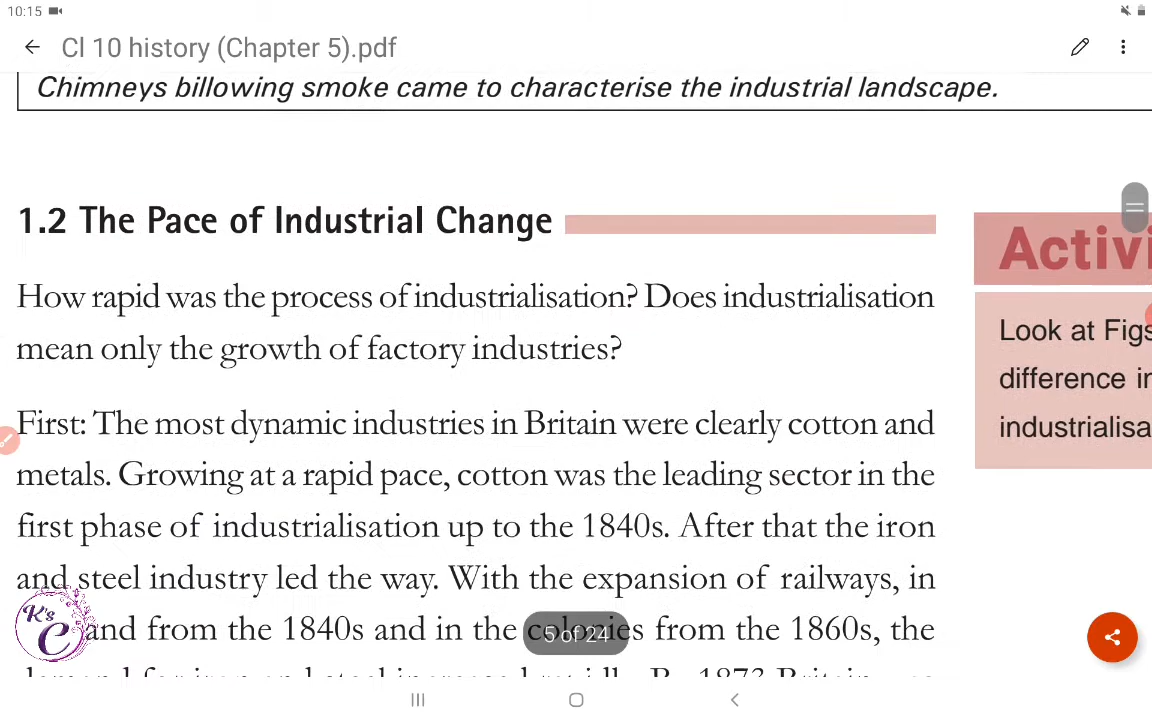 10:15
Cl 10 history (Chapter 5).pdf
Chimneys billowing smoke came to characterise the industrial landscape.
1.2 The Pace of Industrial Change
Activi
How rapid was the process of industrialisation? Does industrialisation
mean only the growth of factory industries?
Look at Figs
difference in
industrialisa
First: The most dynamic industries in Britain were clearly cotton and
metals. Growing at a rapid pace, cotton was the leading sector in the
first phase of industrialisation up to the 1840s. After that the iron
and steel industry led the way. With the expansion of railways, in
and from the 1840s and in the colonies from the 1860s, the
5 of 24
K's C